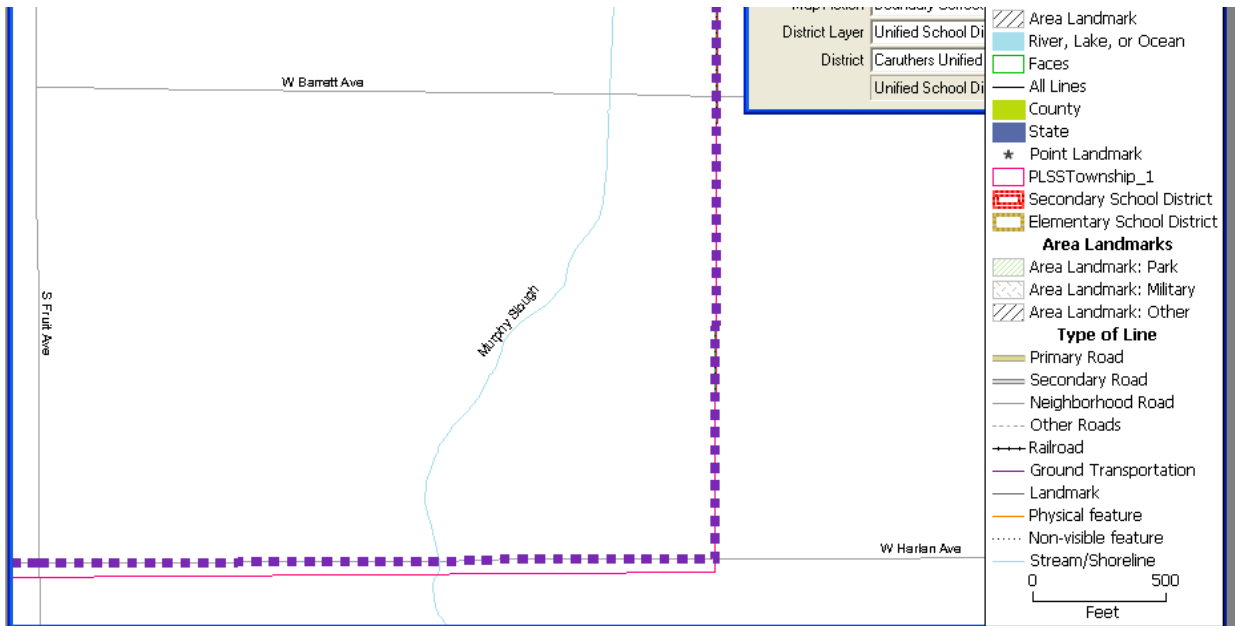 District Layer Unified School Di
District Caruthers Unified
Unified School Di
W Barrett Ave
S Fruit Ave
Murphy Slough
W Harlan Ave
Area Landmark
River, Lake, or Ocean
Faces
All Lines
County
State
Point Landmark
PLSSTownship_1
Secondary School District
Elementary School District
Area Landmarks
Area Landmark: Park
Area Landmark: Military
Area Landmark: Other
Type of Line
Primary Road
Secondary Road
Neighborhood Road
Other Roads
Railroad
Ground Transportation
Landmark
Physical feature
Non-visible feature
Stream/Shoreline
0 500
Feet